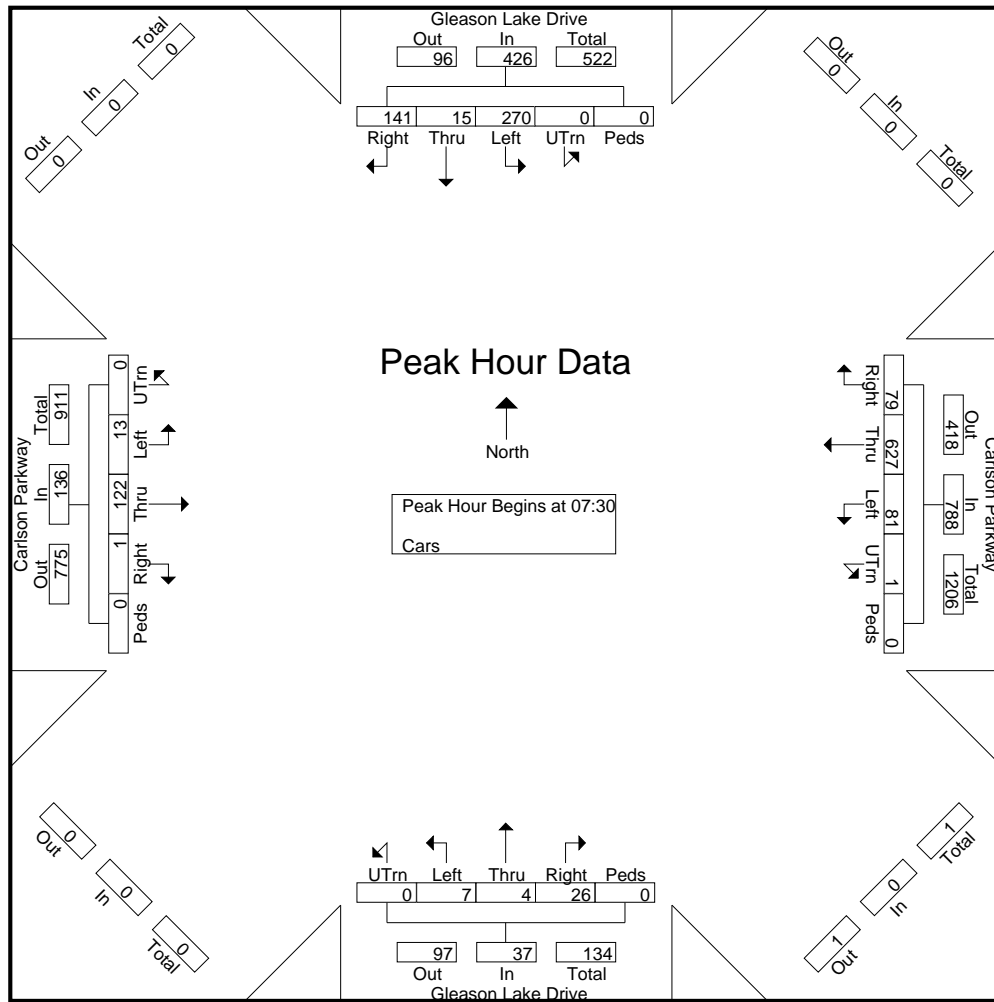 Gleason Lake Drive
Out In Total
96 426 522
141 15 270 0 0
Right Thru Left UTrn Peds
Total
0
In
0
Out
0
Out
0
In
0
Total
0
Carlson Parkway
Total In Out
911 136 775
0 13 122 1 0
UTrn Left Thru Right Peds
Peak Hour Data
North
Peak Hour Begins at 07:30
Cars
Right Thru Left UTrn Peds
79 627 81 1 0
Out In Total
418 788 1206
Carlson Parkway
0
Out
0
In
0
Total
1
Total
0
In
1
Out
UTrn Left Thru Right Peds
0 7 4 26 0
97 37 134
Out In Total
Gleason Lake Drive